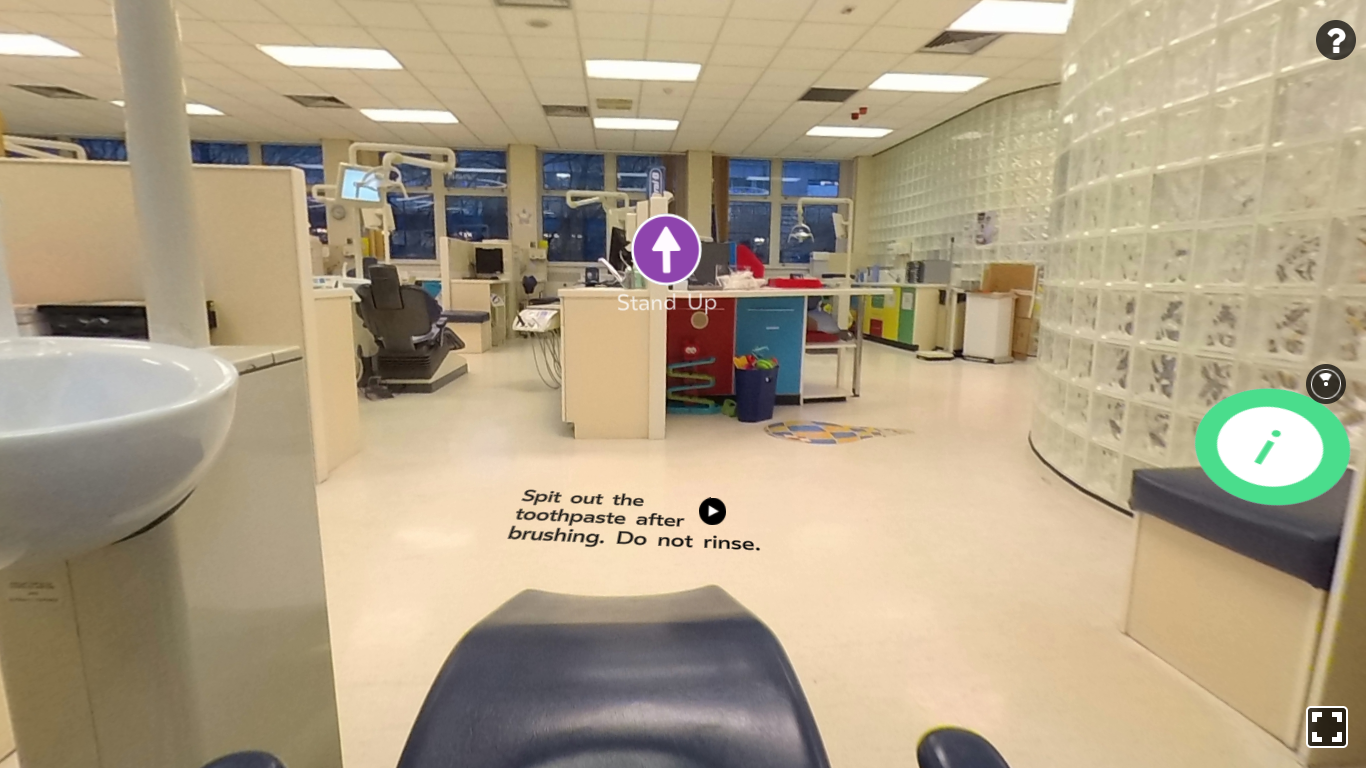 Stand Up
Spit out the
toothpaste after
brushing. Do not rinse.
i
?